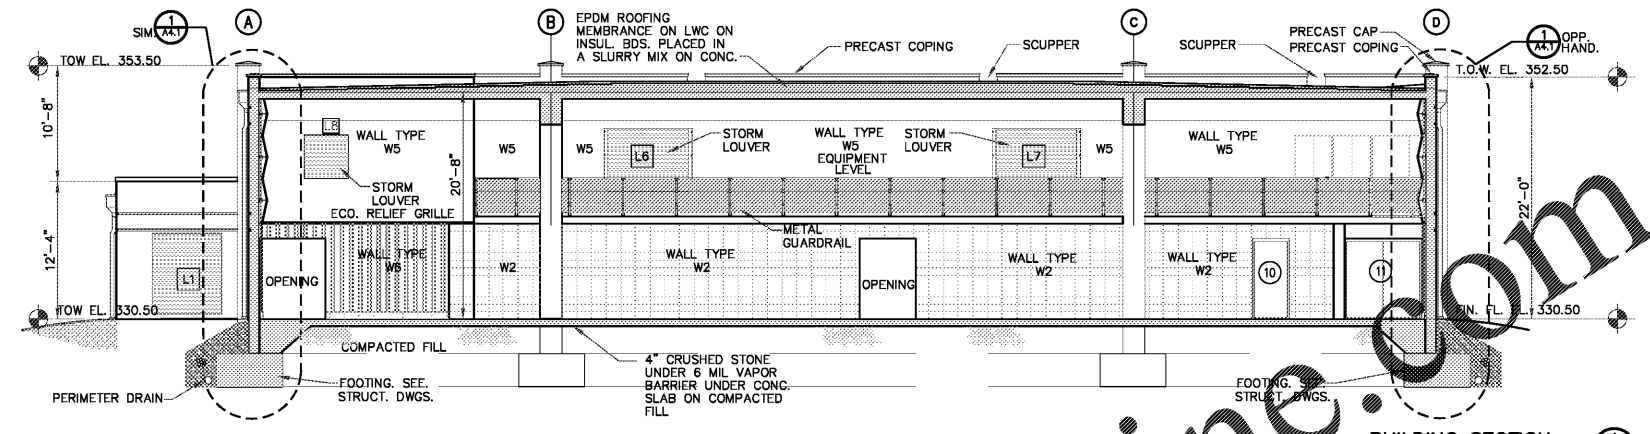 1
SIM.
A4.1
A
B
EPDM ROOFING
MEMBRANCE ON LWC ON
INSUL. BDS. PLACED IN
A SLURRY MIX ON CONC.
PRECAST COPING
SCUPPER
C
SCUPPER
PRECAST CAP
PRECAST COPING
D
1
A4.1
OPP.
HAND.
TOW EL. 353.50
T.O.W. EL. 352.50
10'-8"
12'-4"
20'-8"
22'-0"
L8
WALL TYPE
W5
STORM
LOUVER
ECO. RELIEF GRILLE
W5
W5
L6
STORM
LOUVER
WALL TYPE
W5
EQUIPMENT
LEVEL
STORM
LOUVER
L7
W5
WALL TYPE
W5
METAL
GUARDRAIL
L1
OPENING
WALL TYPE
W6
W2
WALL TYPE
W2
OPENING
WALL TYPE
W2
WALL TYPE
W2
10
11
TOW EL. 330.50
FIN. FL. EL. 330.50
COMPACTED FILL
PERIMETER DRAIN
FOOTING. SEE.
STRUCT. DWGS.
4" CRUSHED STONE
UNDER 6 MIL VAPOR
BARRIER UNDER CONC.
SLAB ON COMPACTED
FILL
FOOTING. SEE
STRUCT. DWGS.
ine.com